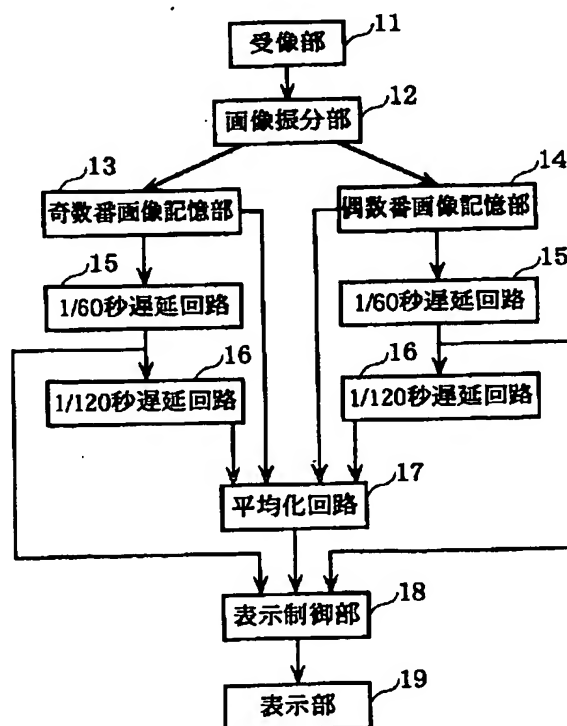 受像部 11
画像振分部 12
13 14
奇数番画像記憶部 偶数番画像記憶部
15 15
1/60秒遅延回路 1/60秒遅延回路
16 16
1/120秒遅延回路 1/120秒遅延回路
平均化回路 17
表示制御部 18
表示部 19